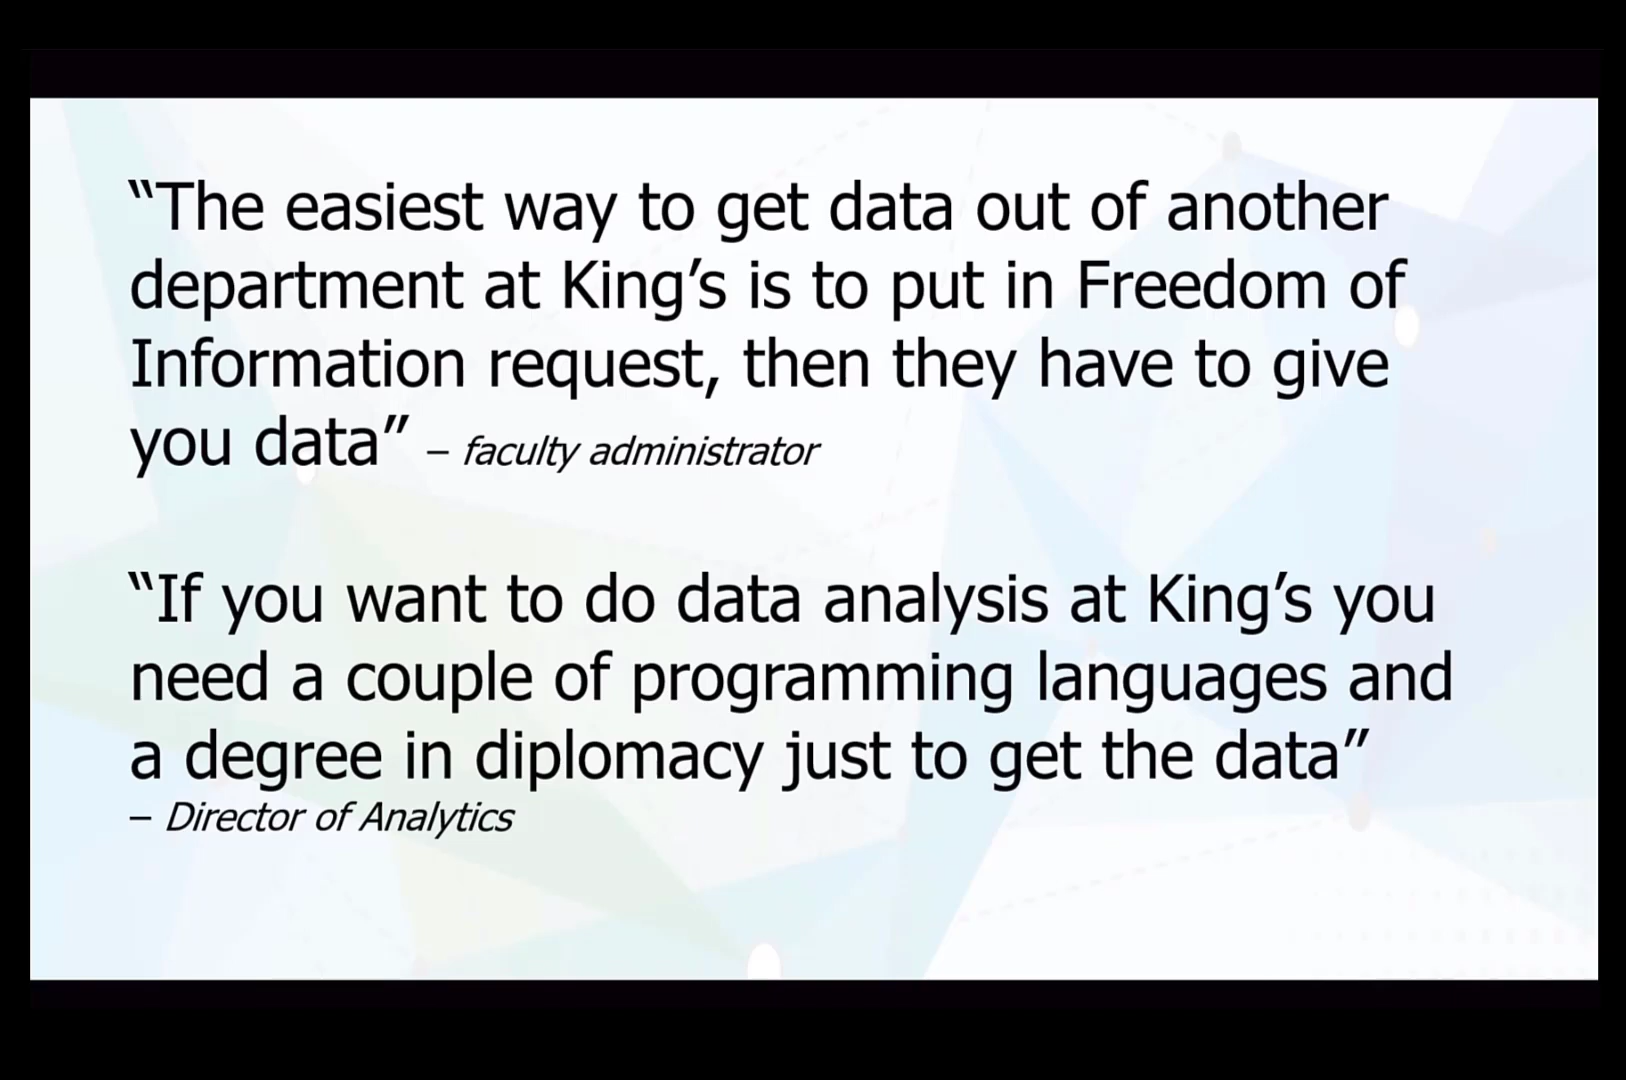 “The easiest way to get data out of another
department at King’s is to put in Freedom of
Information request, then they have to give
you data” – faculty administrator
“If you want to do data analysis at King’s you
need a couple of programming languages and
a degree in diplomacy just to get the data”
– Director of Analytics